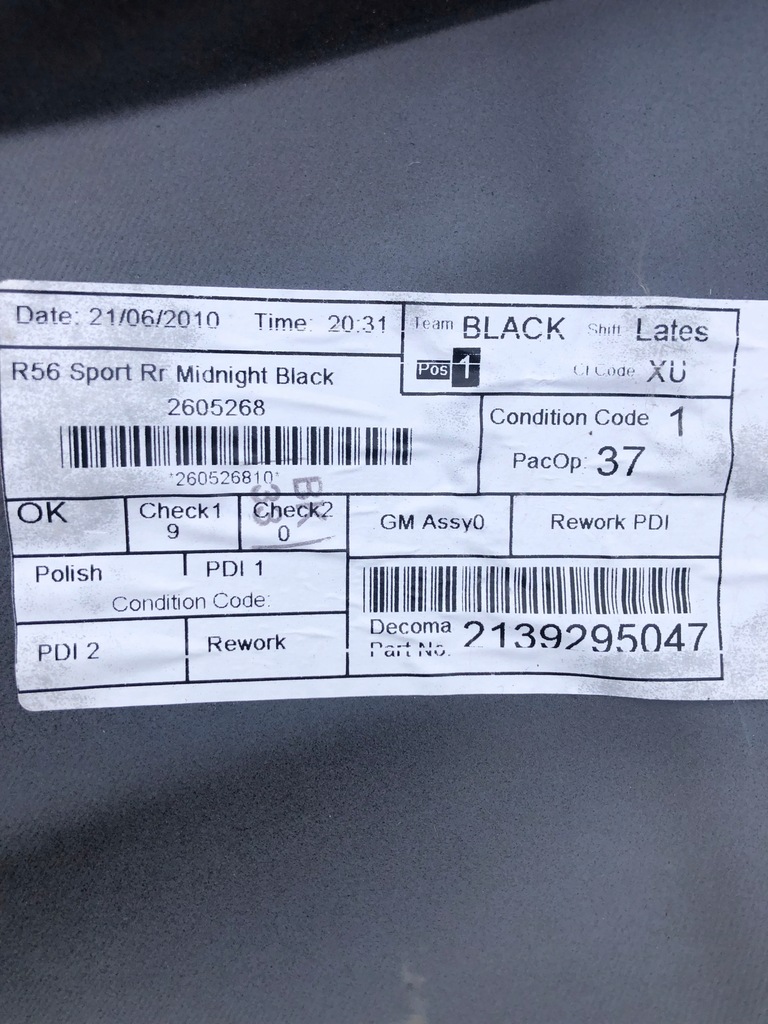 Date: 21/06/2010 Time: 20:31
Team BLACK Shift Lates
Pos 1 CI Code XU
R56 Sport Rr Midnight Black
2605268
*260526810*
Condition Code 1
PacOp: 37
OK
Check1
9
Check2
0
GM Assy0
Rework PDI
Polish
PDI 1
Condition Code:
PDI 2
Rework
Decoma
Part No. 2139295047